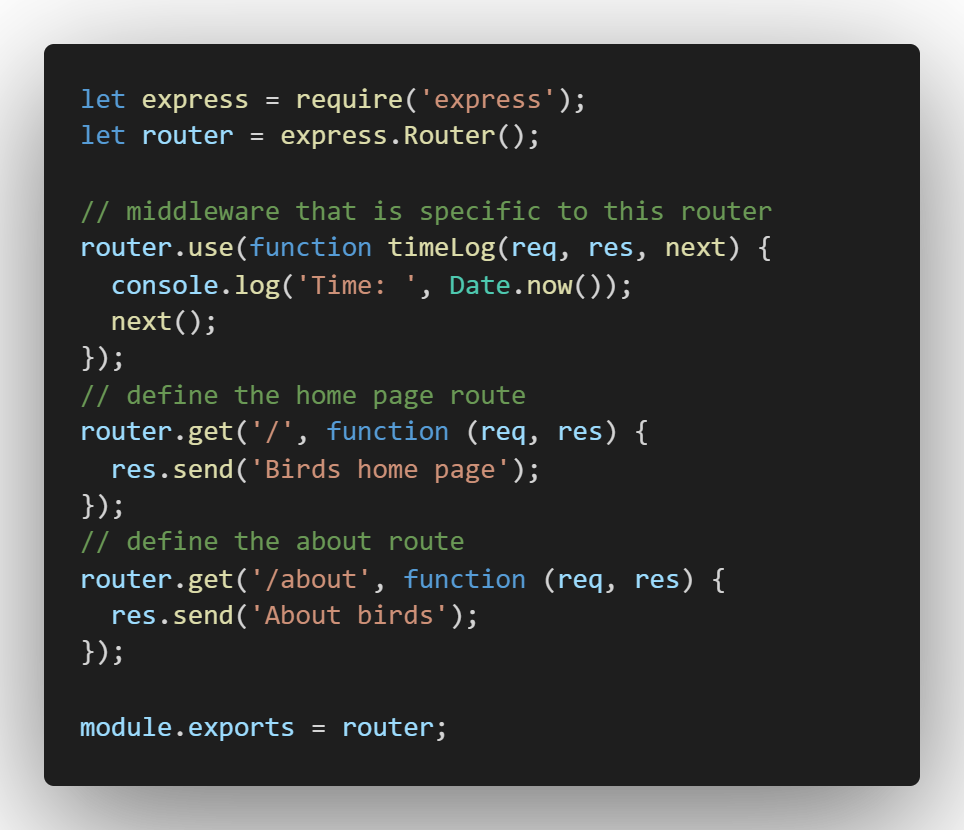 let express = require('express');
let router = express.Router();

// middleware that is specific to this router
router.use(function timeLog(req, res, next) {
  console.log('Time: ', Date.now());
  next();
});
// define the home page route
router.get('/', function (req, res) {
  res.send('Birds home page');
});
// define the about route
router.get('/about', function (req, res) {
  res.send('About birds');
});

module.exports = router;